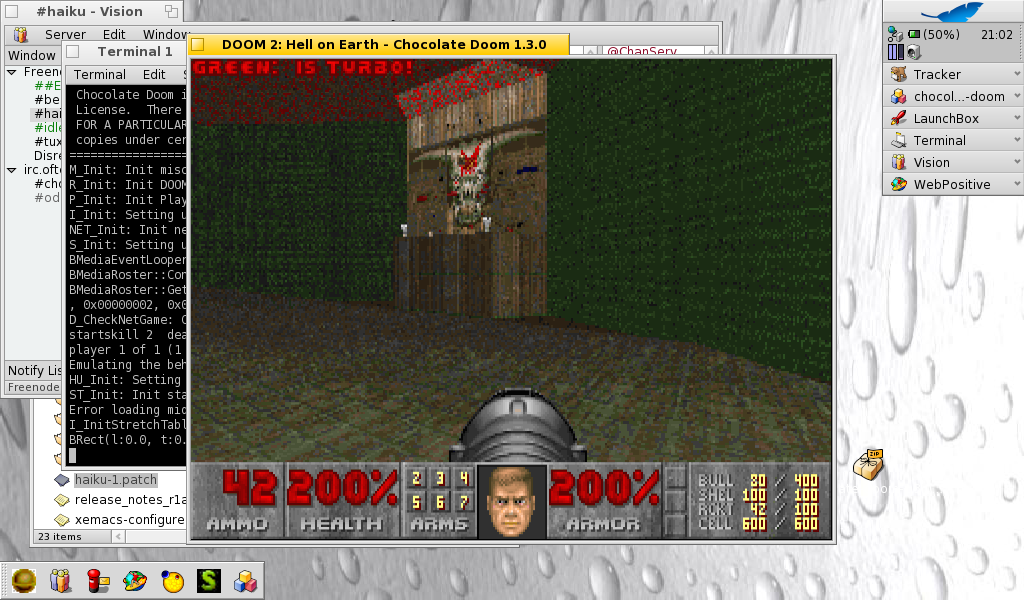 #haiku - Vision
Server Edit Window
Window
Freeno
#be
#hai
#idle
#tux
Disre
irc.oft
#cho
#od
Notify Lis
Freenode
Terminal 1
Terminal Edit S
Chocolate Doom i
License. There
FOR A PARTICULAR
copies under cer
M_Init: Init misc
R_Init: Init DOOM
P_Init: Init Play
I_Init: Setting u
NET_Init: Init ne
S_Init: Setting u
BMediaEventLooper
BMediaRoster::Con
BMediaRoster::Get
, 0x00000002, 0x0
D_CheckNetGame: C
startskill 2 dea
player 1 of 1 (1
Emulating the beh
HU_Init: Setting
ST_Init: Init sta
Error loading mid
I_InitStretchTabl
BRect(l:0.0, t:0.
haiku-1.patch
release_notes_r1a
xemacs-configure
23 items
@ChanServ
DOOM 2: Hell on Earth - Chocolate Doom 1.3.0
GREEN: IS TURBO!
42 200% 2 3 4 5 6 7 200%
AMMO HEALTH ARMS ARMOR
BULL 80 / 400
SHEL 100 / 100
RCKT 42 / 100
CELL 600 / 600
(50%) 21:02
Tracker
chocol...-doom
LaunchBox
Terminal
Vision
WebPositive
ZIP